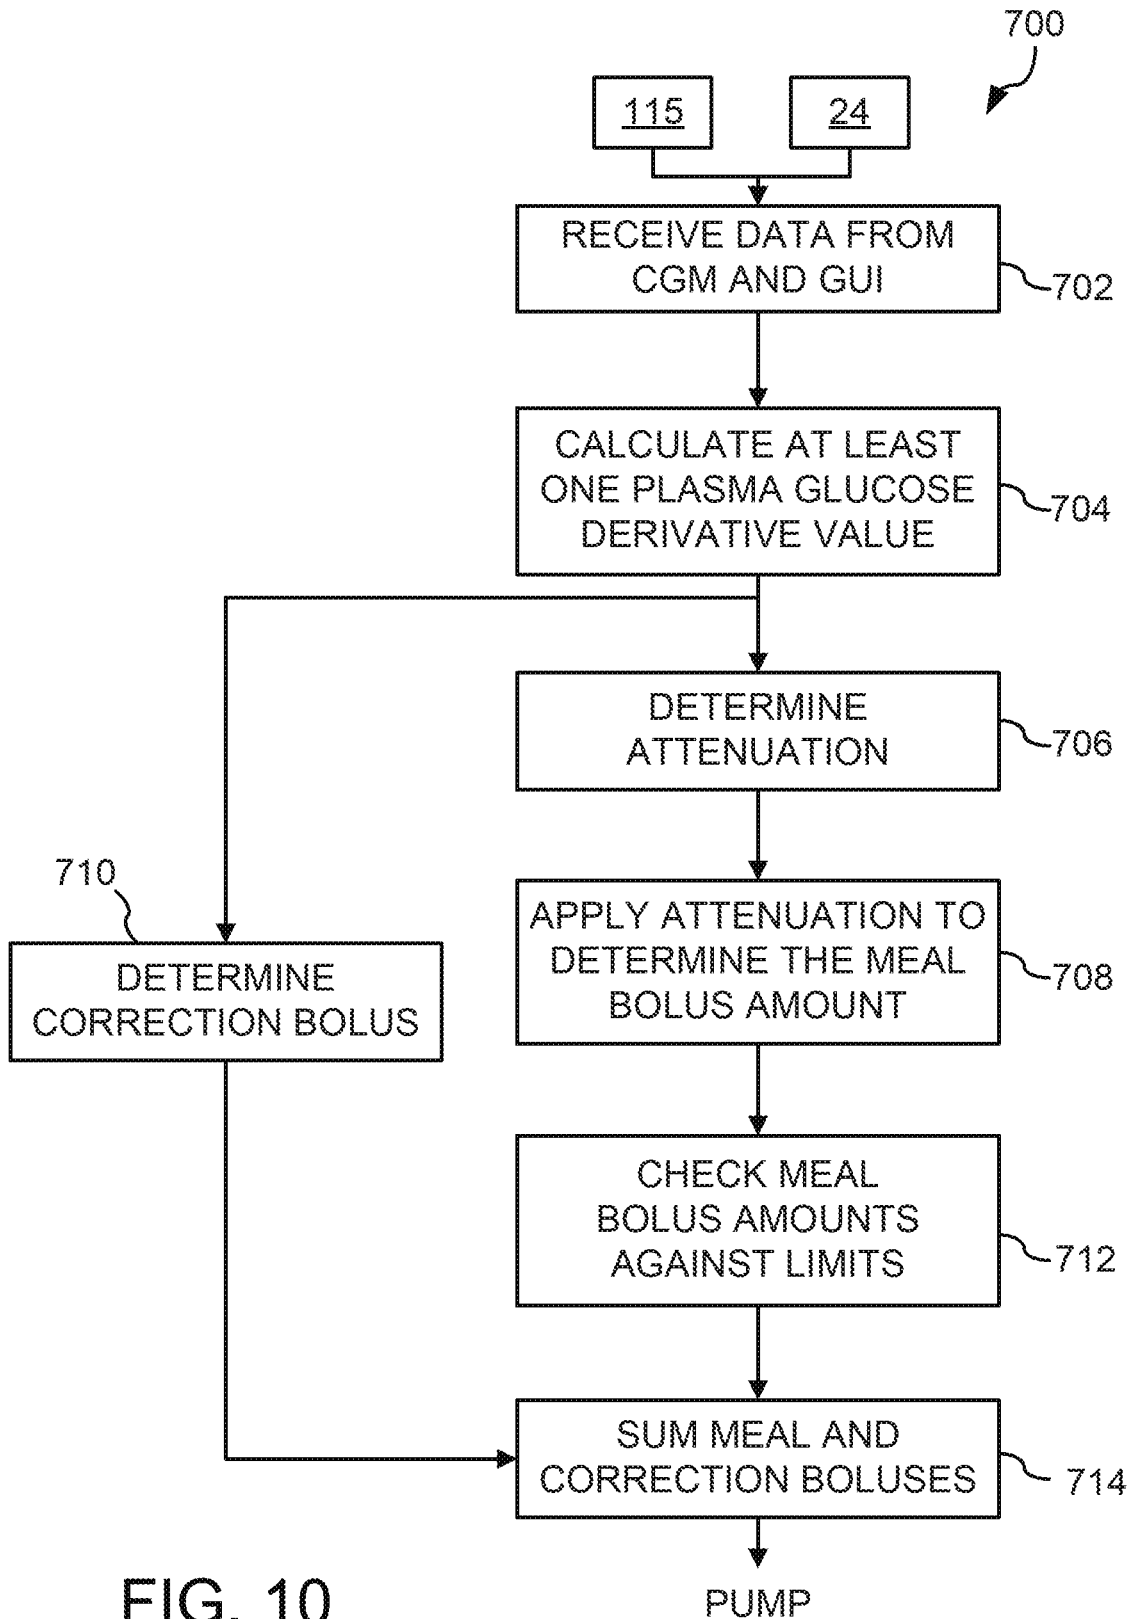 700
115
24
RECEIVE DATA FROM
CGM AND GUI
702
CALCULATE AT LEAST
ONE PLASMA GLUCOSE
DERIVATIVE VALUE
704
DETERMINE
ATTENUATION
706
710
DETERMINE
CORRECTION BOLUS
APPLY ATTENUATION TO
DETERMINE THE MEAL
BOLUS AMOUNT
708
CHECK MEAL
BOLUS AMOUNTS
AGAINST LIMITS
712
SUM MEAL AND
CORRECTION BOLUSES
714
PUMP
FIG. 10